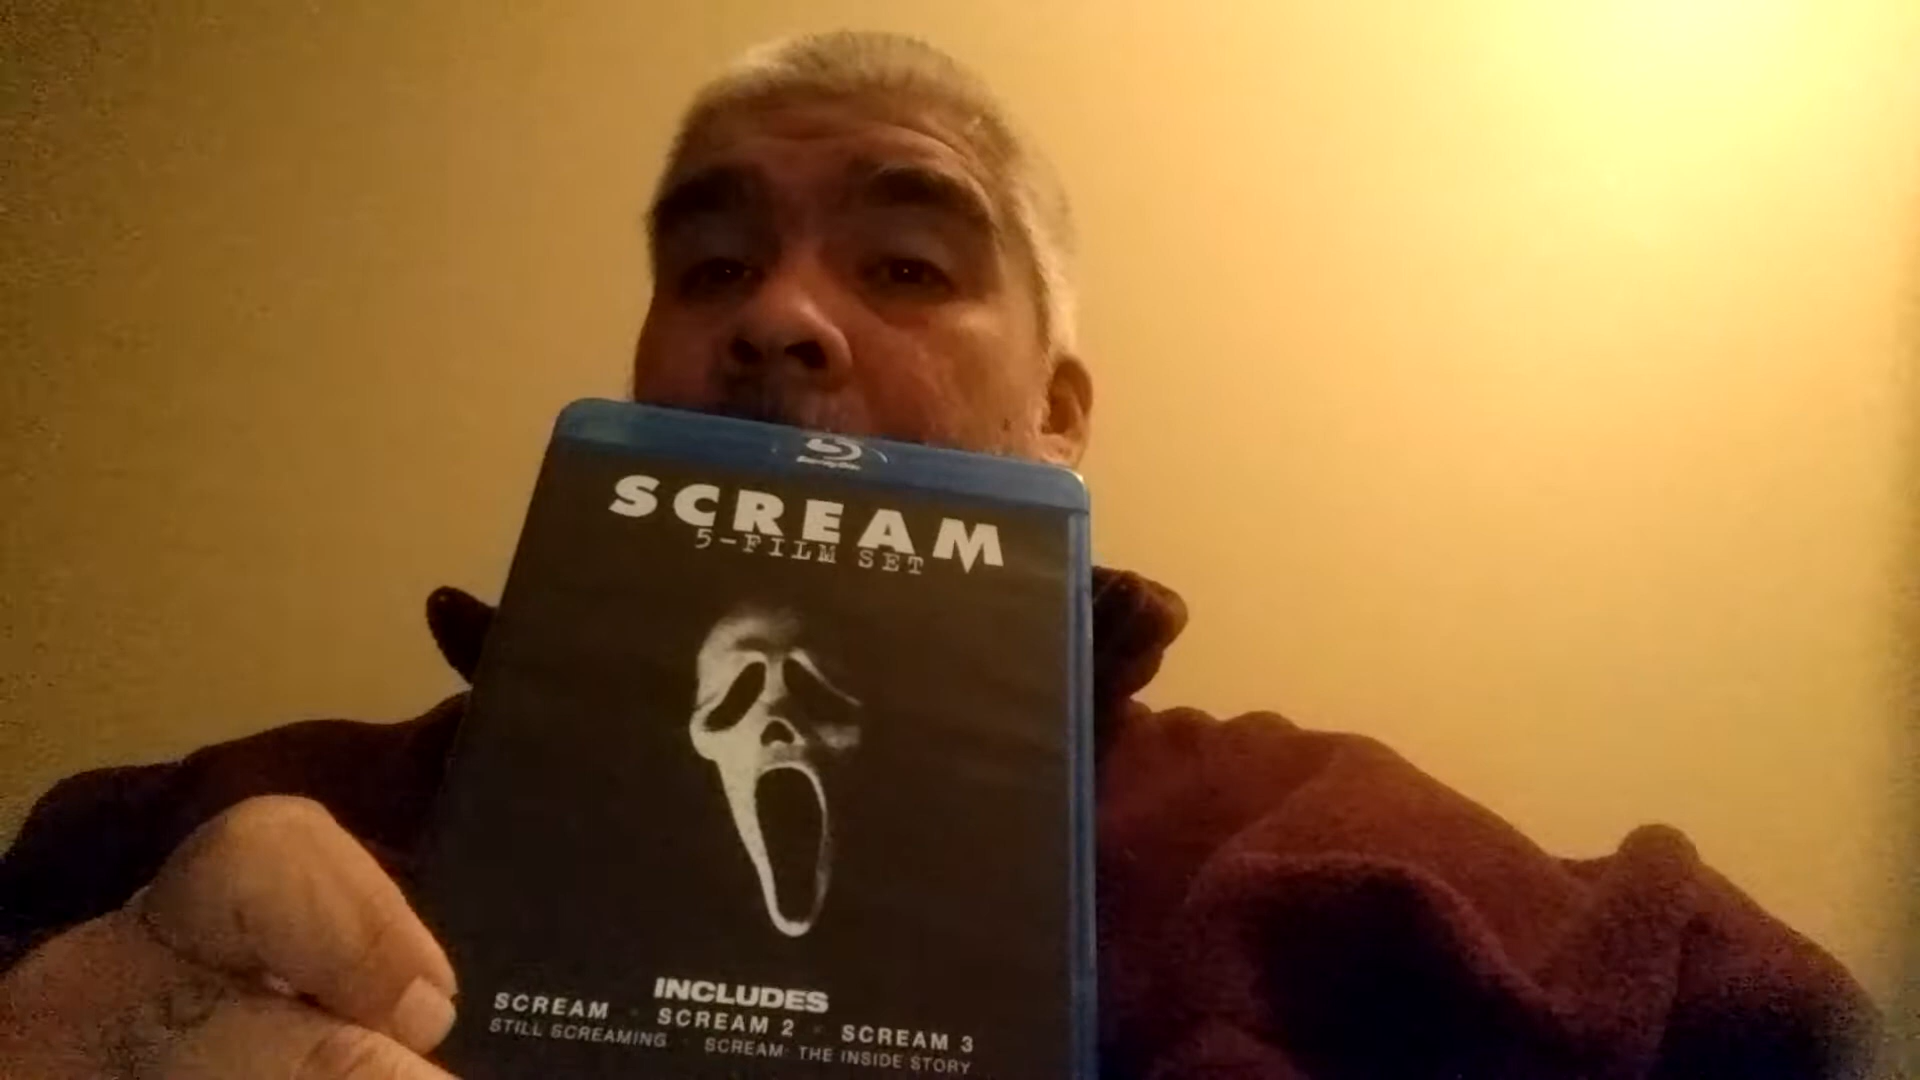 SCREAM
5-FILM SET
INCLUDES
SCREAM · SCREAM 2 · SCREAM 3
STILL SCREAMING · SCREAM: THE INSIDE STORY